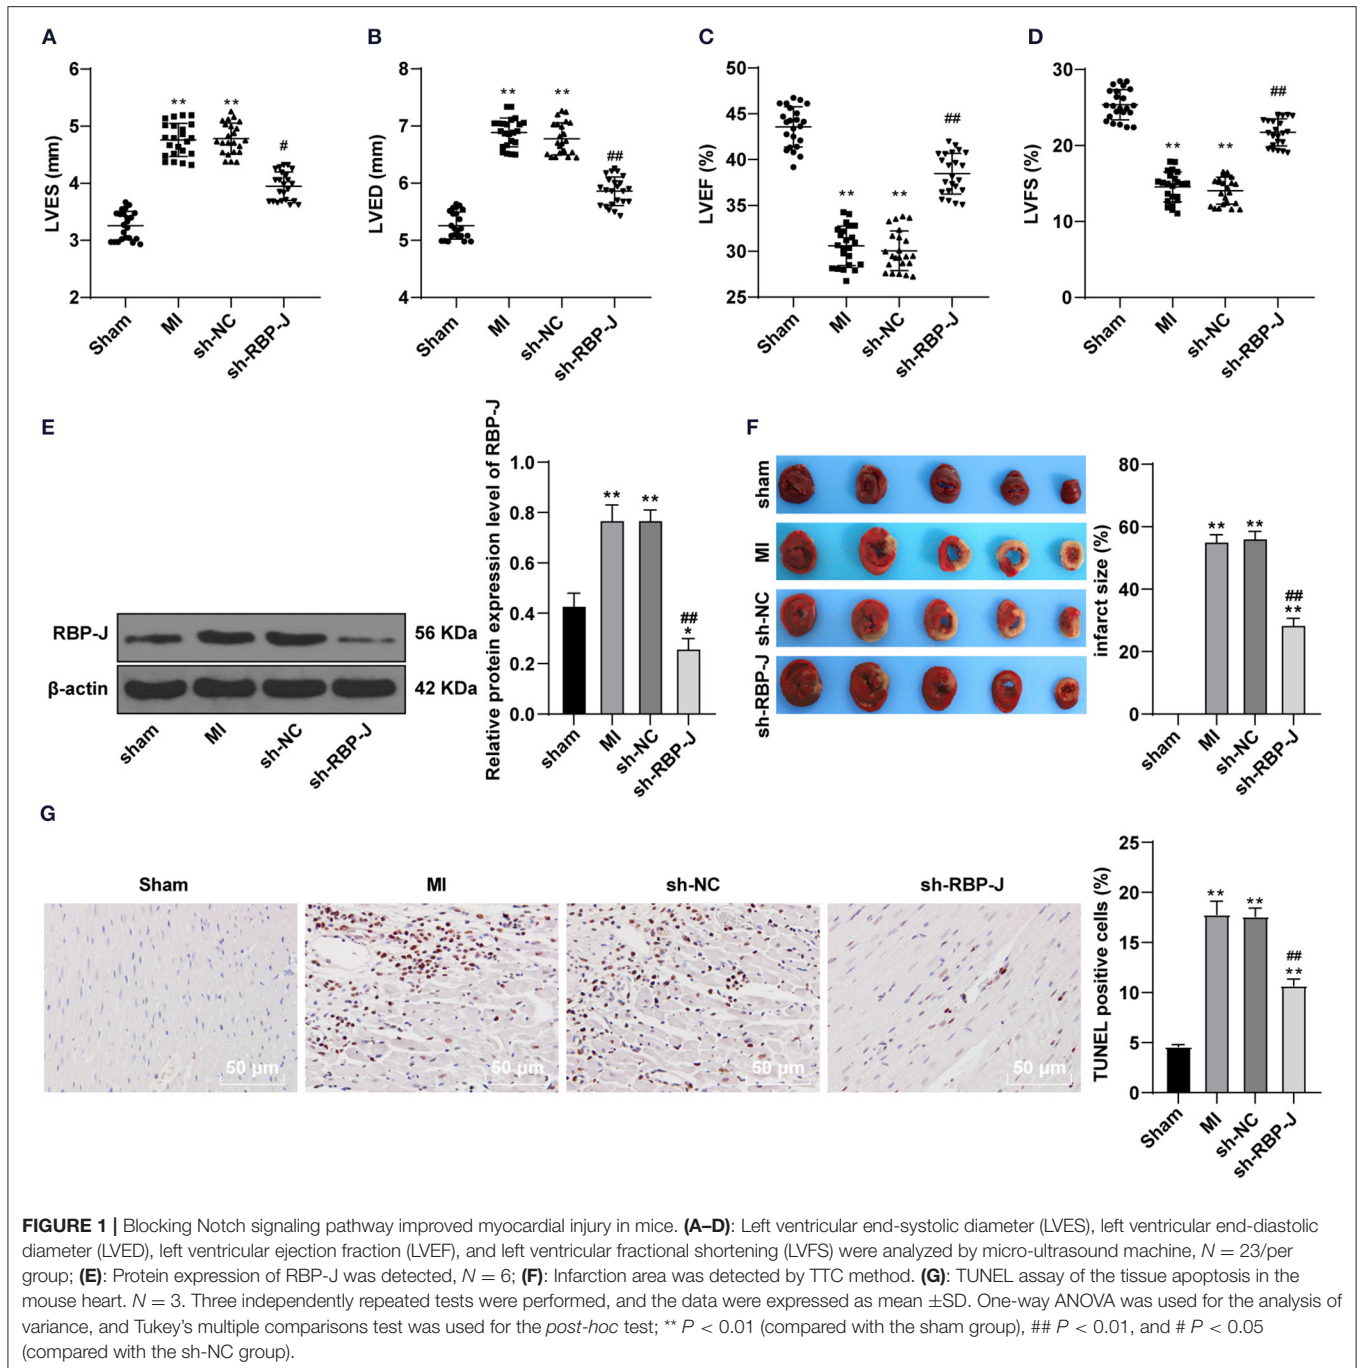 A
B
C
D
6
5
4
3
2
LVES (mm)
**
**
#
Sham
MI
sh-NC
sh-RBP-J
8
7
6
5
4
LVED (mm)
**
**
##
Sham
MI
sh-NC
sh-RBP-J
50
45
40
35
30
25
LVEF (%)
**
**
##
Sham
MI
sh-NC
sh-RBP-J
30
20
10
0
LVFS (%)
**
**
##
Sham
MI
sh-NC
sh-RBP-J
E
RBP-J
56 KDa
β-actin
42 KDa
sham
MI
sh-NC
sh-RBP-J
Relative protein expression level of RBP-J
1.0
0.8
0.6
0.4
0.2
0.0
**
**
##
*
sham
MI
sh-NC
sh-RBP-J
F
sham
MI
sh-NC
sh-RBP-J
infarct size (%)
80
60
40
20
0
**
**
##
**
sham
MI
sh-NC
sh-RBP-J
G
Sham
MI
sh-NC
sh-RBP-J
50 μm
50 μm
50 μm
50 μm
TUNEL positive cells (%)
25
20
15
10
5
0
**
**
##
**
Sham
MI
sh-NC
sh-RBP-J
FIGURE 1 | Blocking Notch signaling pathway improved myocardial injury in mice. (A–D): Left ventricular end-systolic diameter (LVES), left ventricular end-diastolic
diameter (LVED), left ventricular ejection fraction (LVEF), and left ventricular fractional shortening (LVFS) were analyzed by micro-ultrasound machine, N = 23/per
group; (E): Protein expression of RBP-J was detected, N = 6; (F): Infarction area was detected by TTC method. (G): TUNEL assay of the tissue apoptosis in the
mouse heart. N = 3. Three independently repeated tests were performed, and the data were expressed as mean ±SD. One-way ANOVA was used for the analysis of
variance, and Tukey's multiple comparisons test was used for the post-hoc test; ** P < 0.01 (compared with the sham group), ## P < 0.01, and # P < 0.05
(compared with the sh-NC group).